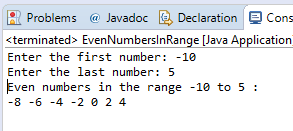 Problems @ Javadoc Declaration Con
<terminated> EvenNumbersInRange [Java Application
Enter the first number: -10
Enter the last number: 5
Even numbers in the range -10 to 5 :
-8 -6 -4 -2 0 2 4